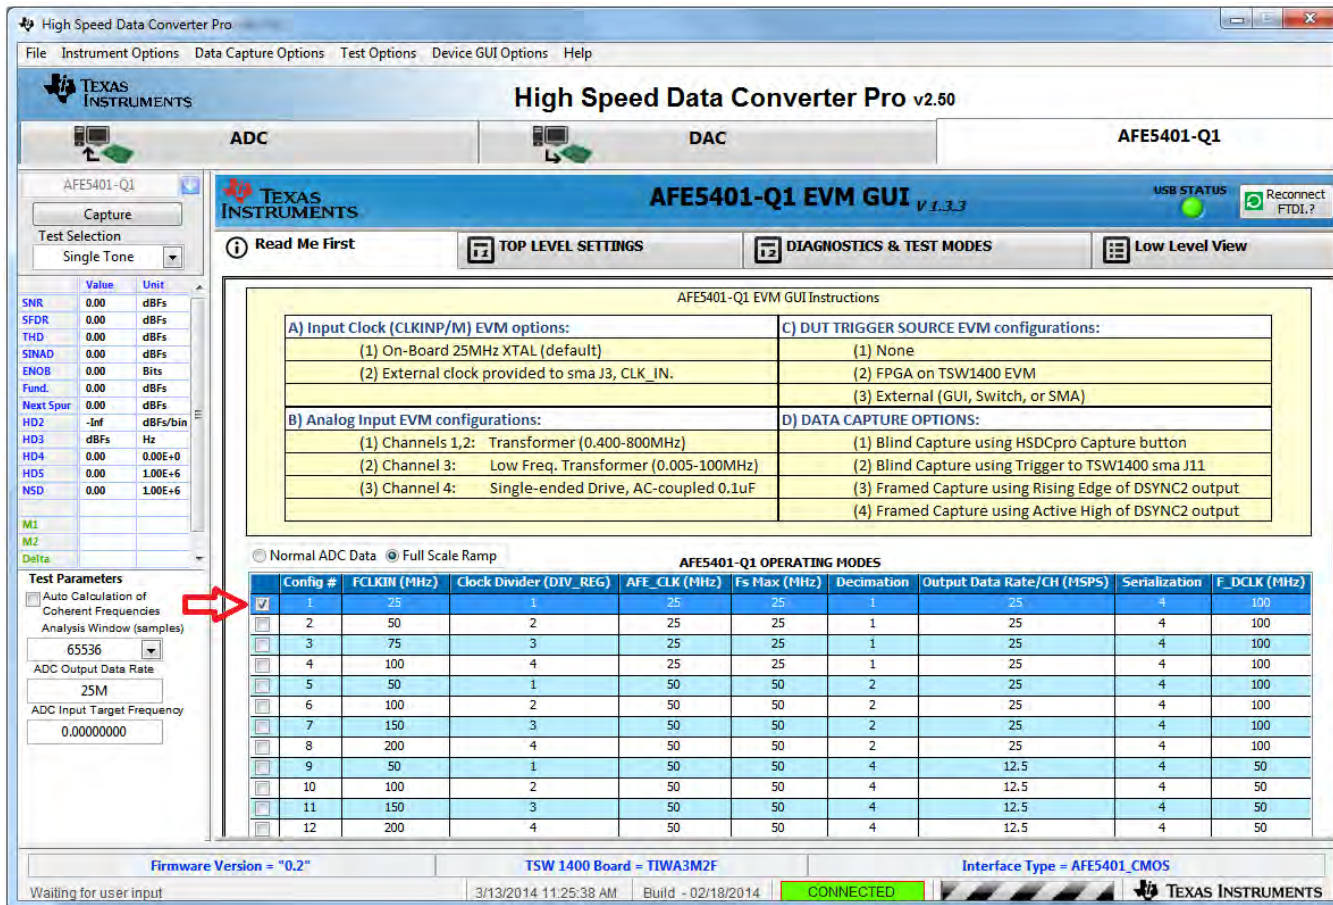 High Speed Data Converter Pro
File Instrument Options Data Capture Options Test Options Device GUI Options Help
TEXAS INSTRUMENTS
High Speed Data Converter Pro v2.50
ADC DAC AFE5401-Q1
AFE5401-Q1
Capture
Test Selection
Single Tone
Value Unit
SNR 0.00 dBFs
SFDR 0.00 dBFs
THD 0.00 dBFs
SINAD 0.00 dBFs
ENOB 0.00 Bits
Fund. 0.00 dBFs
Next Spur 0.00 dBFs
HD2 -Inf dBFs/bin
HD3 dBFs Hz
HD4 0.00 0.00E+0
HD5 0.00 1.00E+6
NSD 0.00 1.00E+6
M1
M2
Delta
Test Parameters
Auto Calculation of
Coherent Frequencies
Analysis Window (samples)
65536
ADC Output Data Rate
25M
ADC Input Target Frequency
0.00000000
TEXAS INSTRUMENTS
AFE5401-Q1 EVM GUI V 1.3.3
USB STATUS
Reconnect
FTDI.?
Read Me First TOP LEVEL SETTINGS DIAGNOSTICS & TEST MODES Low Level View
AFE5401-Q1 EVM GUI Instructions
A) Input Clock (CLKINP/M) EVM options:
(1) On-Board 25MHz XTAL (default)
(2) External clock provided to sma J3, CLK_IN.
B) Analog Input EVM configurations:
(1) Channels 1,2: Transformer (0.400-800MHz)
(2) Channel 3: Low Freq. Transformer (0.005-100MHz)
(3) Channel 4: Single-ended Drive, AC-coupled 0.1uF
C) DUT TRIGGER SOURCE EVM configurations:
(1) None
(2) FPGA on TSW1400 EVM
(3) External (GUI, Switch, or SMA)
D) DATA CAPTURE OPTIONS:
(1) Blind Capture using HSDCpro Capture button
(2) Blind Capture using Trigger to TSW1400 sma J11
(3) Framed Capture using Rising Edge of DSYNC2 output
(4) Framed Capture using Active High of DSYNC2 output
Normal ADC Data Full Scale Ramp
AFE5401-Q1 OPERATING MODES
Config # FCLKIN (MHz) Clock Divider (DIV_REG) AFE_CLK (MHz) Fs Max (MHz) Decimation Output Data Rate/CH (MSPS) Serialization F_DCLK (MHz)
1 25 1 25 25 1 25 4 100
2 50 2 25 25 1 25 4 100
3 75 3 25 25 1 25 4 100
4 100 4 25 25 1 25 4 100
5 50 1 50 50 2 25 4 100
6 100 2 50 50 2 25 4 100
7 150 3 50 50 2 25 4 100
8 200 4 50 50 2 25 4 100
9 50 1 50 50 4 12.5 4 50
10 100 2 50 50 4 12.5 4 50
11 150 3 50 50 4 12.5 4 50
12 200 4 50 50 4 12.5 4 50
Firmware Version = "0.2" TSW 1400 Board = TIWA3M2F Interface Type = AFE5401_CMOS
Waiting for user input 3/13/2014 11:25:38 AM Build - 02/18/2014 CONNECTED TEXAS INSTRUMENTS